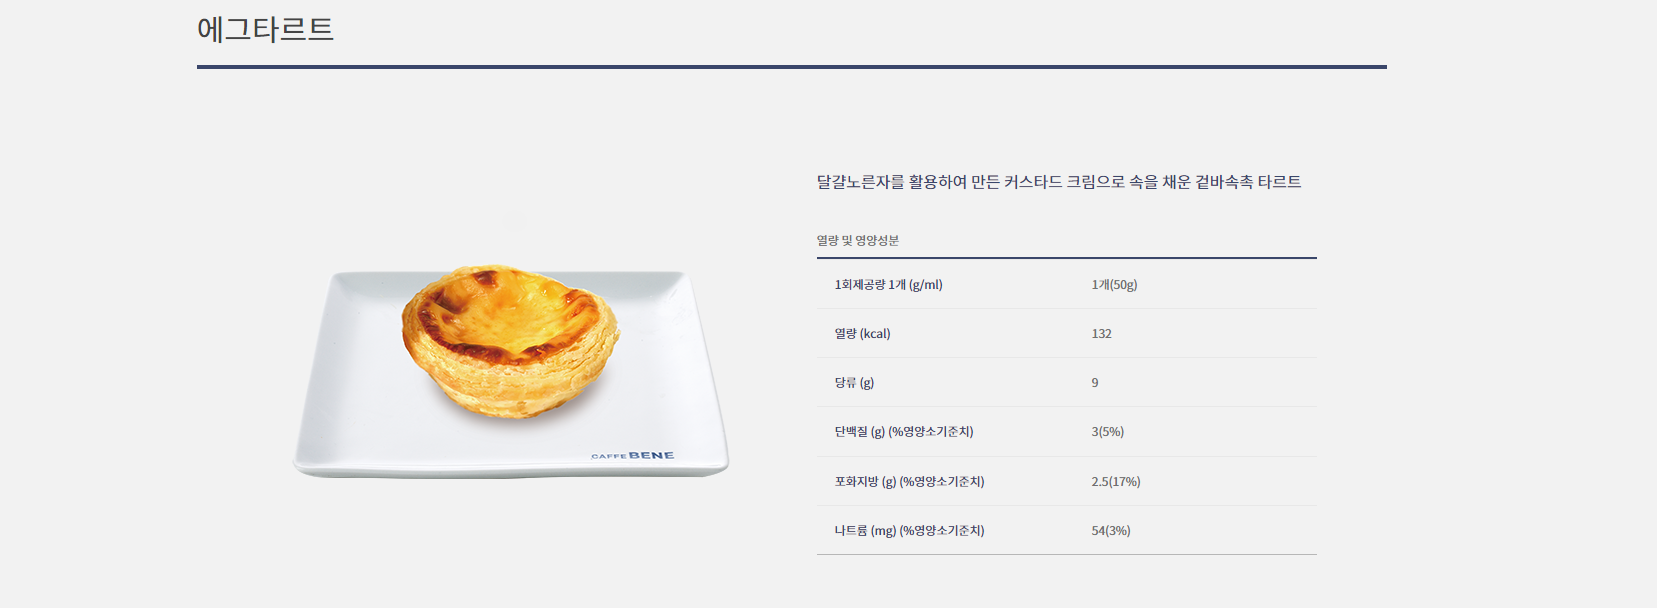 에그타르트
달걀노른자를 활용하여 만든 커스타드 크림으로 속을 채운 겉바속촉 타르트
열량 및 영양성분
1회제공량 1개 (g/ml) 1개(50g)
열량 (kcal) 132
당류 (g) 9
단백질 (g) (%영양소기준치) 3(5%)
포화지방 (g) (%영양소기준치) 2.5(17%)
나트륨 (mg) (%영양소기준치) 54(3%)
CAFFE BENE